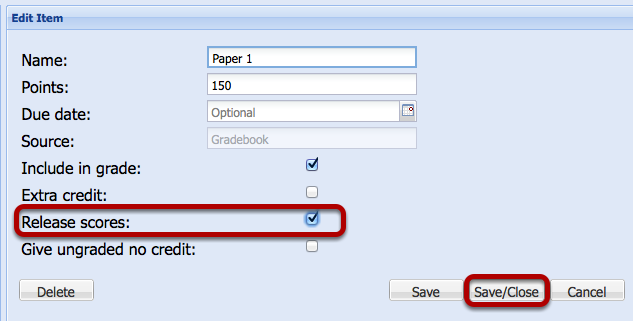 Edit Item
Name: Paper 1
Points: 150
Due date: Optional
Source: Gradebook
Include in grade:
Extra credit:
Release scores:
Give ungraded no credit:
Delete Save Save/Close Cancel